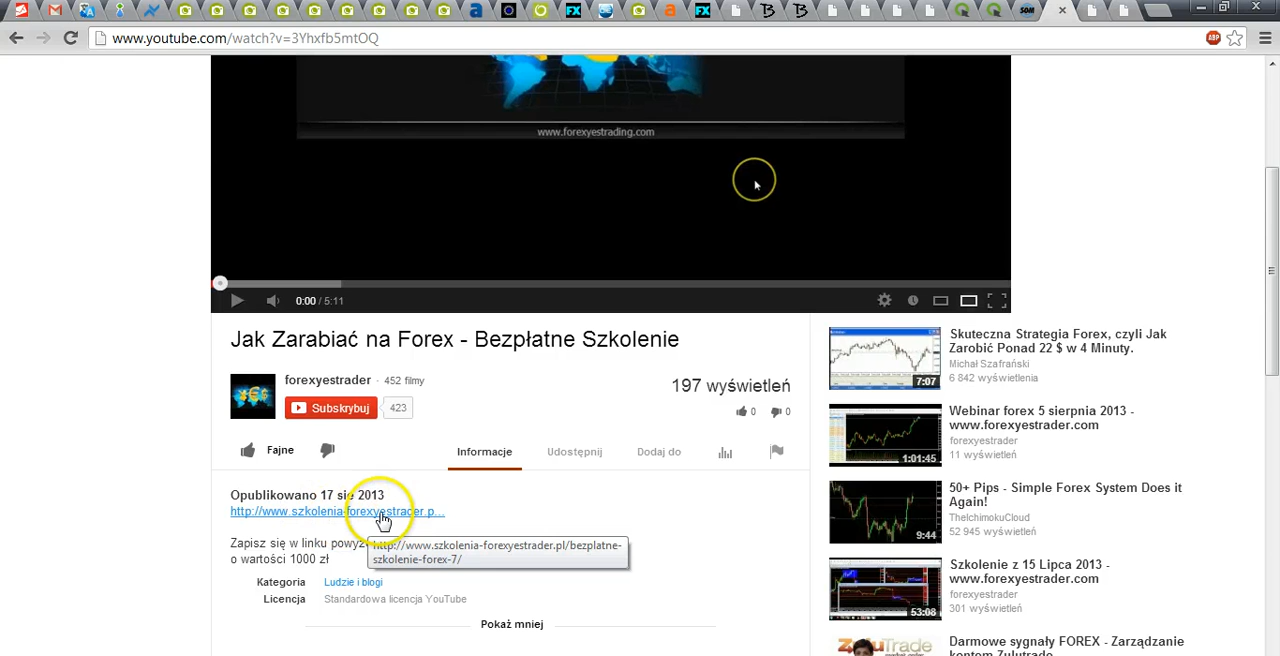 www.youtube.com/watch?v=3Yhxfb5mtOQ
ABP
www.forexyestrading.com
0:00 / 5:11
Jak Zarabiać na Forex - Bezpłatne Szkolenie
forexyestrader · 452 filmy
197 wyświetleń
Subskrybuj 423
0 0
Fajne
Informacje Udostępnij Dodaj do
Opublikowano 17 sie 2013
http://www.szkolenia-forexyestrader.p...
Zapisz się w
o wartości 1000 zł
http://www.szkolenia-forexyestrader.pl/bezplatne-
szkolenie-forex-7/
Kategoria Ludzie i blogi
Licencja Standardowa licencja YouTube
Pokaż mniej
Skuteczna Strategia Forex, czyli Jak
Zarobić Ponad 22 $ w 4 Minuty.
Michał Szafrański
6 842 wyświetlenia
7:07
Webinar forex 5 sierpnia 2013 -
www.forexyestrader.com
forexyestrader
11 wyświetleń
1:01:45
50+ Pips - Simple Forex System Does it
Again!
TheIchimokuCloud
52 945 wyświetleń
9:44
Szkolenie z 15 Lipca 2013 -
www.forexyestrader.com
forexyestrader
301 wyświetleń
53:08
Darmowe sygnały FOREX - Zarządzanie
kontem Zulutrade
ZuluTrade